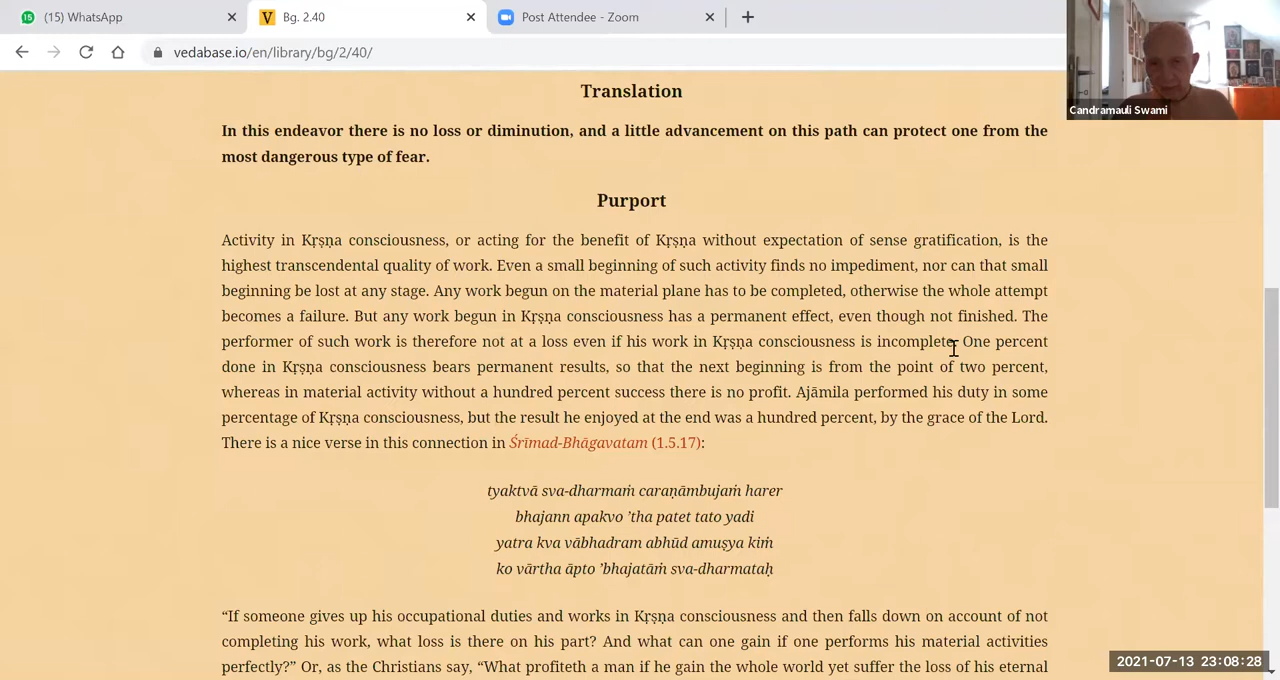 (15) WhatsApp
Bg. 2.40
Post Attendee - Zoom
vedabase.io/en/library/bg/2/40/
Candramauli Swami
Translation
In this endeavor there is no loss or diminution, and a little advancement on this path can protect one from the
most dangerous type of fear.
Purport
Activity in Kṛṣṇa consciousness, or acting for the benefit of Kṛṣṇa without expectation of sense gratification, is the
highest transcendental quality of work. Even a small beginning of such activity finds no impediment, nor can that small
beginning be lost at any stage. Any work begun on the material plane has to be completed, otherwise the whole attempt
becomes a failure. But any work begun in Kṛṣṇa consciousness has a permanent effect, even though not finished. The
performer of such work is therefore not at a loss even if his work in Kṛṣṇa consciousness is incomplete. One percent
done in Kṛṣṇa consciousness bears permanent results, so that the next beginning is from the point of two percent,
whereas in material activity without a hundred percent success there is no profit. Ajāmila performed his duty in some
percentage of Kṛṣṇa consciousness, but the result he enjoyed at the end was a hundred percent, by the grace of the Lord.
There is a nice verse in this connection in Śrīmad-Bhāgavatam (1.5.17):
tyaktvā sva-dharmaṁ caraṇāmbujaṁ harer
bhajann apakvo ’tha patet tato yadi
yatra kva vābhadram abhūd amuṣya kiṁ
ko vārtha āpto ’bhajatāṁ sva-dharmataḥ
“If someone gives up his occupational duties and works in Kṛṣṇa consciousness and then falls down on account of not
completing his work, what loss is there on his part? And what can one gain if one performs his material activities
perfectly?” Or, as the Christians say, “What profiteth a man if he gain the whole world yet suffer the loss of his eternal
2021-07-13 23:08:28